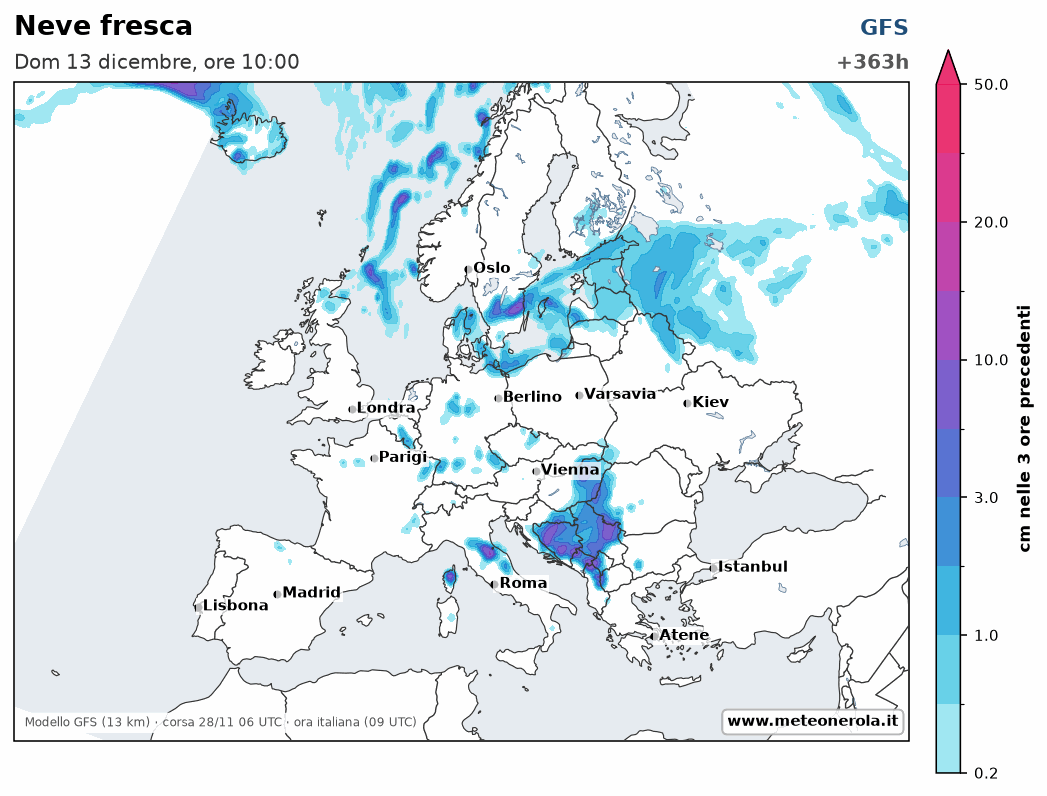 Neve fresca
GFS
Dom 13 dicembre, ore 10:00
+363h
50.0
20.0
10.0
3.0
1.0
0.2
cm nelle 3 ore precedenti
Oslo
Berlino
Varsavia
Kiev
Londra
Parigi
Vienna
Istanbul
Roma
Madrid
Lisbona
Atene
Modello GFS (13 km) · corsa 28/11 06 UTC · ora italiana (09 UTC)
www.meteonerola.it